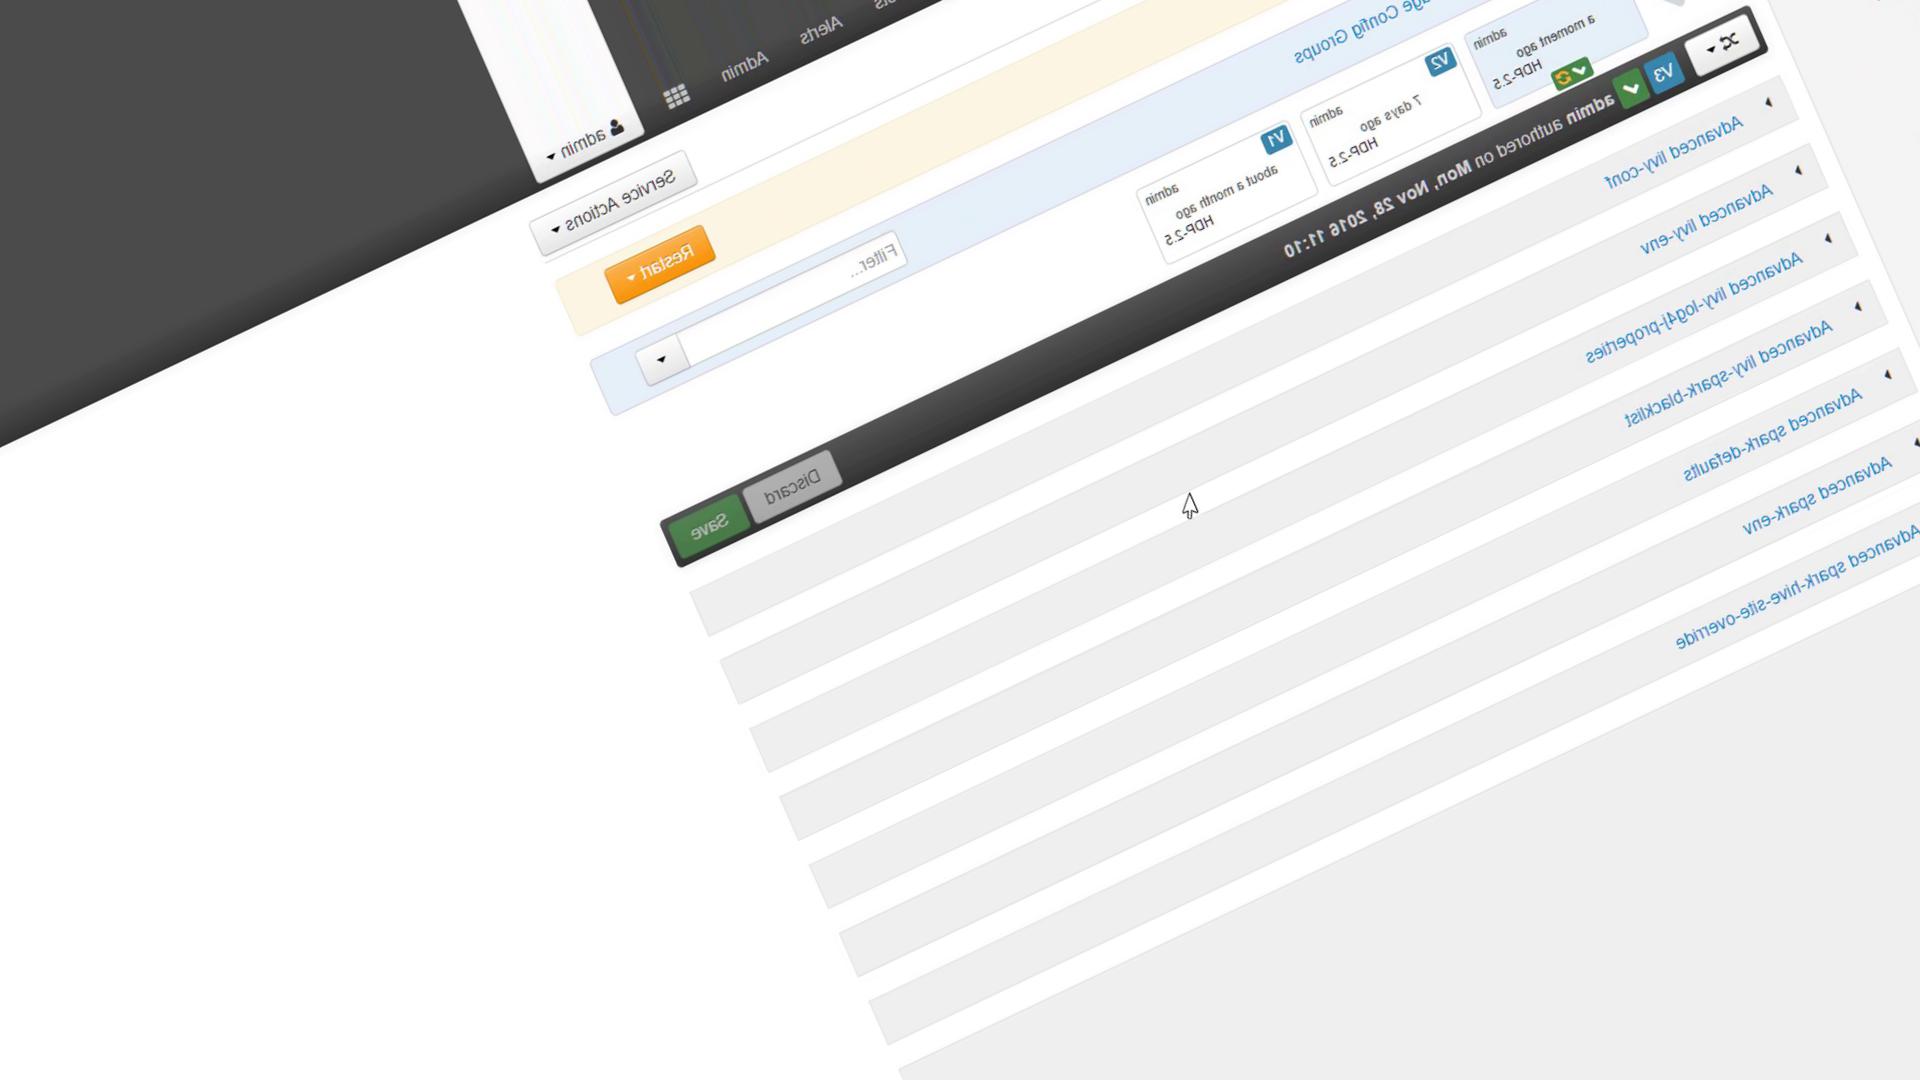 Alerts
Admin
admin
Service Actions
Restart
Config Groups
Filter...
V3
admin
a moment ago
HDP-2.5
V2
admin
7 days ago
HDP-2.5
V1
admin
about a month ago
HDP-2.5
V3 admin authored on Mon, Nov 28, 2016 11:10
Discard
Save
Advanced livy-conf
Advanced livy-env
Advanced livy-log4j-properties
Advanced livy-spark-blacklist
Advanced spark-defaults
Advanced spark-env
Advanced spark-hive-site-override